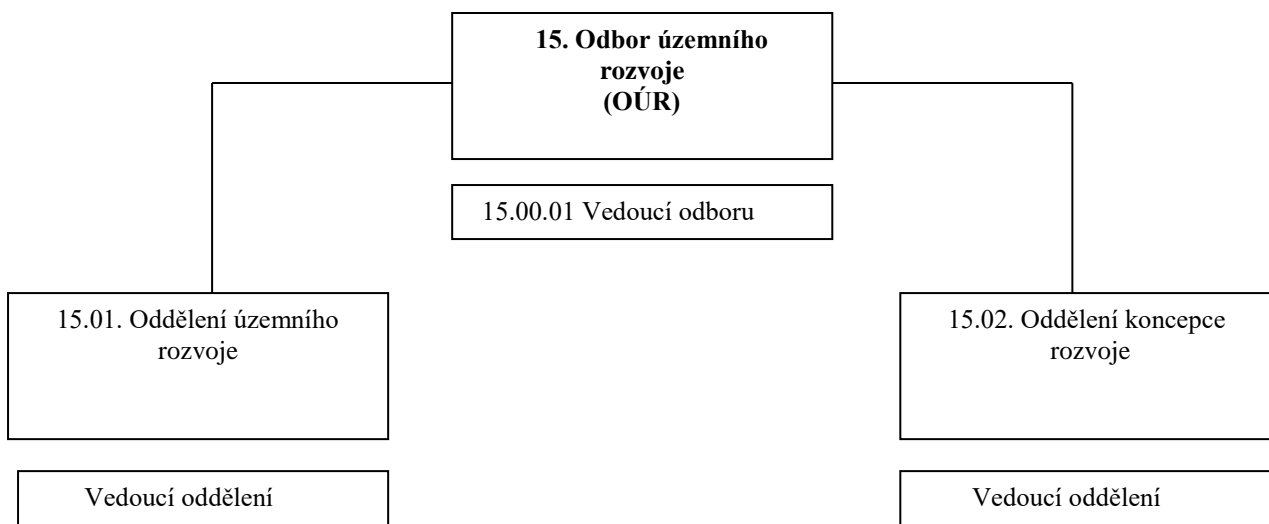 15. Odbor územního
rozvoje
(OÚR)
15.00.01 Vedoucí odboru
15.01. Oddělení územního
rozvoje
15.02. Oddělení koncepce
rozvoje
Vedoucí oddělení
Vedoucí oddělení